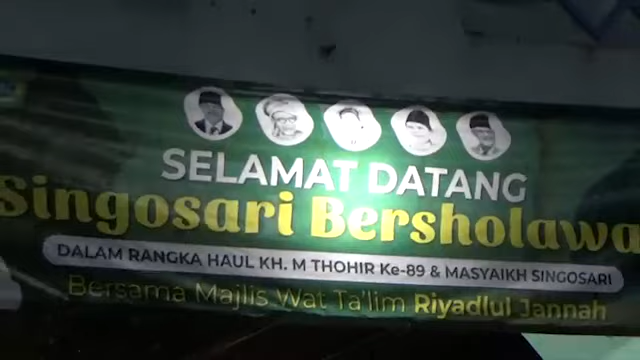 SELAMAT DATANG
Singosari Bersholawa
DALAM RANGKA HAUL KH. M THOHIR Ke-89 & MASYAIKH SINGOSARI
Bersama Majlis Wat Ta'lim Riyadlul Jannah